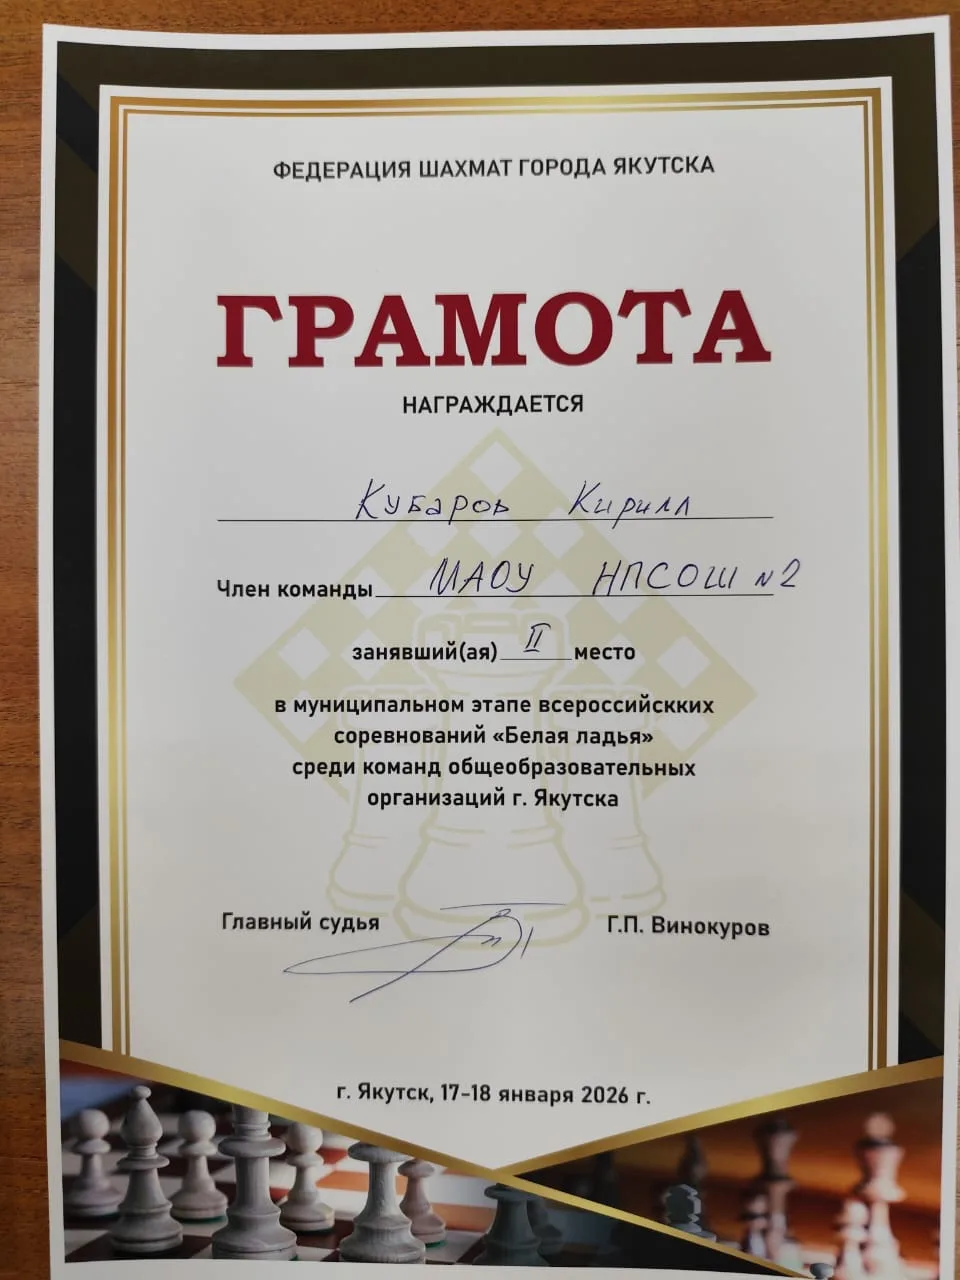 ФЕДЕРАЦИЯ ШАХМАТ ГОРОДА ЯКУТСКА
ГРАМОТА
НАГРАЖДАЕТСЯ
Кубаров Кирилл
Член команды МАОУ НПСОШ №2
занявший(ая) II место
в муниципальном этапе всероссийскких
соревнований «Белая ладья»
среди команд общеобразовательных
организаций г. Якутска
Главный судья Г.П. Винокуров
г. Якутск, 17-18 января 2026 г.